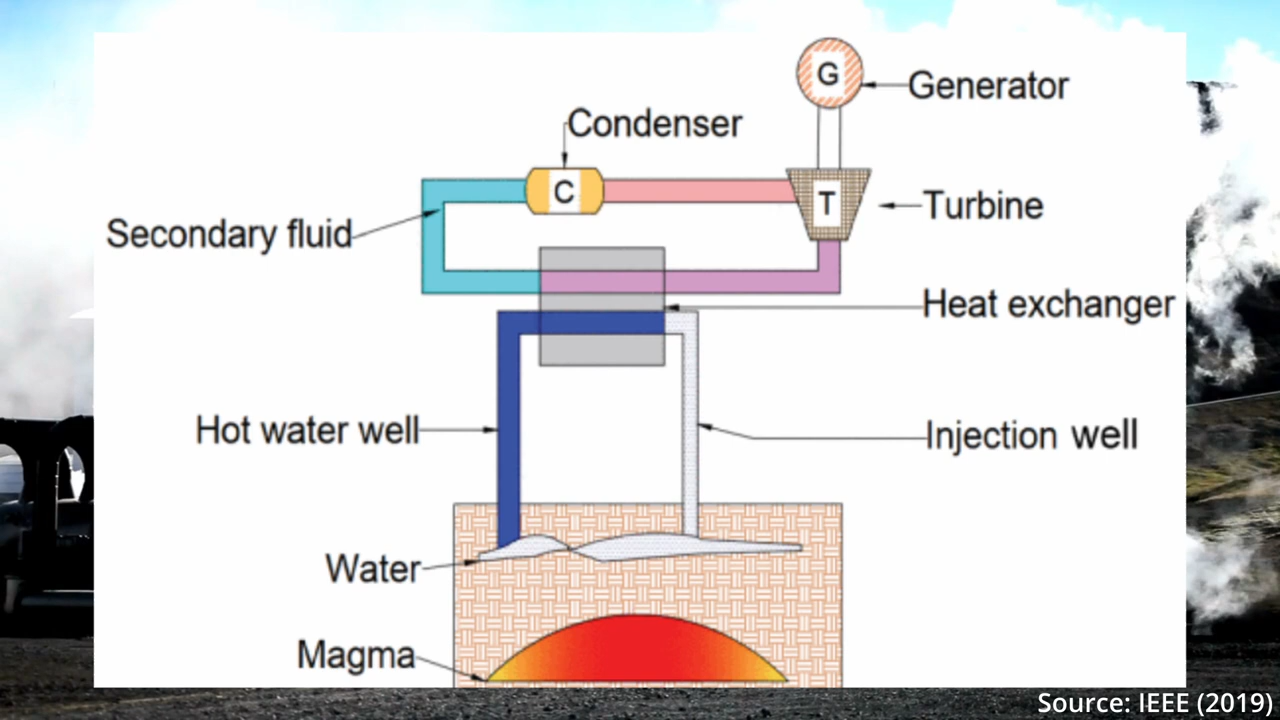 G
Generator
Condenser
C
T
Turbine
Secondary fluid
Heat exchanger
Hot water well
Injection well
Water
Magma
Source: IEEE (2019)